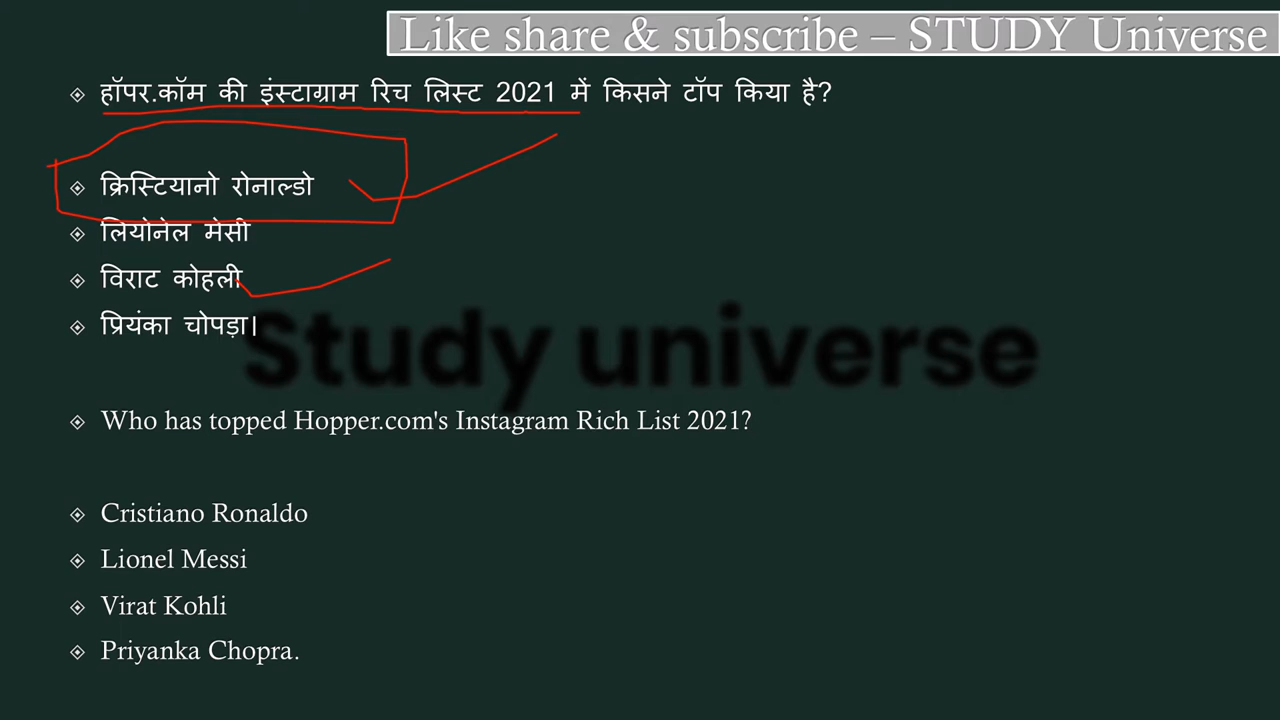 Like share & subscribe – STUDY Universe
हॉपर.कॉम की इंस्टाग्राम रिच लिस्ट 2021 में किसने टॉप किया है?
क्रिस्टियानो रोनाल्डो
लियोनेल मेसी
विराट कोहली
प्रियंका चोपड़ा।
Study universe
Who has topped Hopper.com's Instagram Rich List 2021?
Cristiano Ronaldo
Lionel Messi
Virat Kohli
Priyanka Chopra.